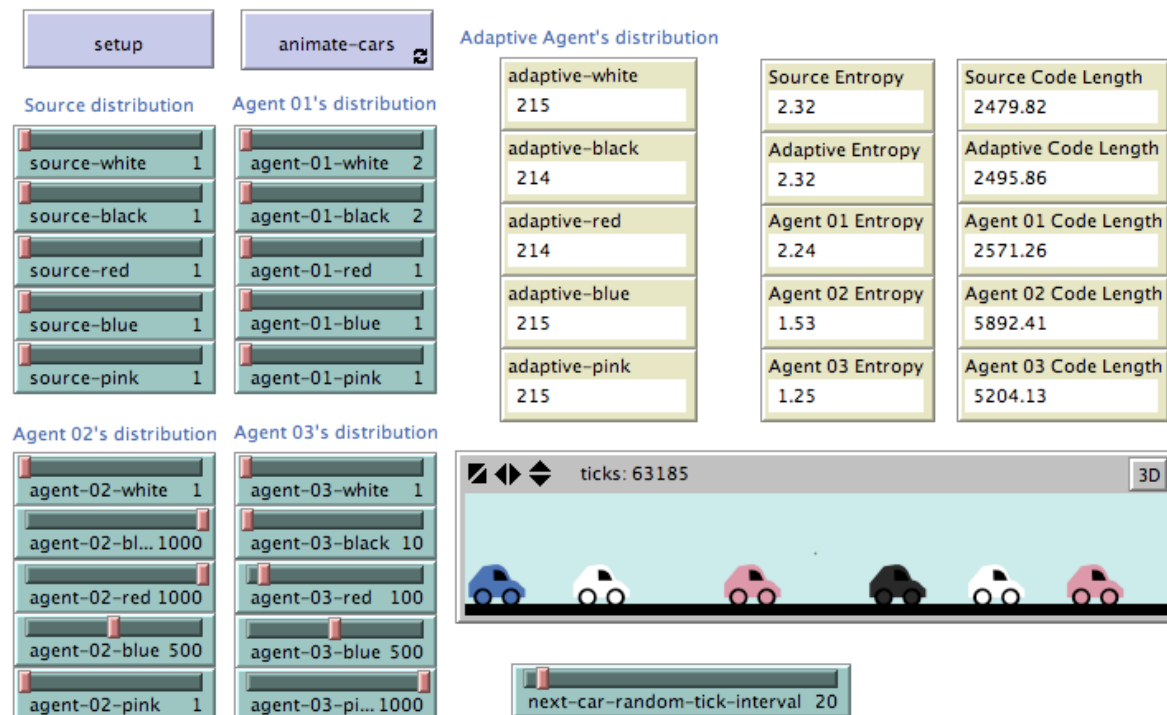 setup
animate-cars
Adaptive Agent's distribution
Source distribution
source-white 1
source-black 1
source-red 1
source-blue 1
source-pink 1
Agent 01's distribution
agent-01-white 2
agent-01-black 2
agent-01-red 1
agent-01-blue 1
agent-01-pink 1
adaptive-white
215
adaptive-black
214
adaptive-red
214
adaptive-blue
215
adaptive-pink
215
Source Entropy
2.32
Adaptive Entropy
2.32
Agent 01 Entropy
2.24
Agent 02 Entropy
1.53
Agent 03 Entropy
1.25
Source Code Length
2479.82
Adaptive Code Length
2495.86
Agent 01 Code Length
2571.26
Agent 02 Code Length
5892.41
Agent 03 Code Length
5204.13
Agent 02's distribution
agent-02-white 1
agent-02-bl... 1000
agent-02-red 1000
agent-02-blue 500
agent-02-pink 1
Agent 03's distribution
agent-03-white 1
agent-03-black 10
agent-03-red 100
agent-03-blue 500
agent-03-pi... 1000
ticks: 63185
3D
next-car-random-tick-interval 20